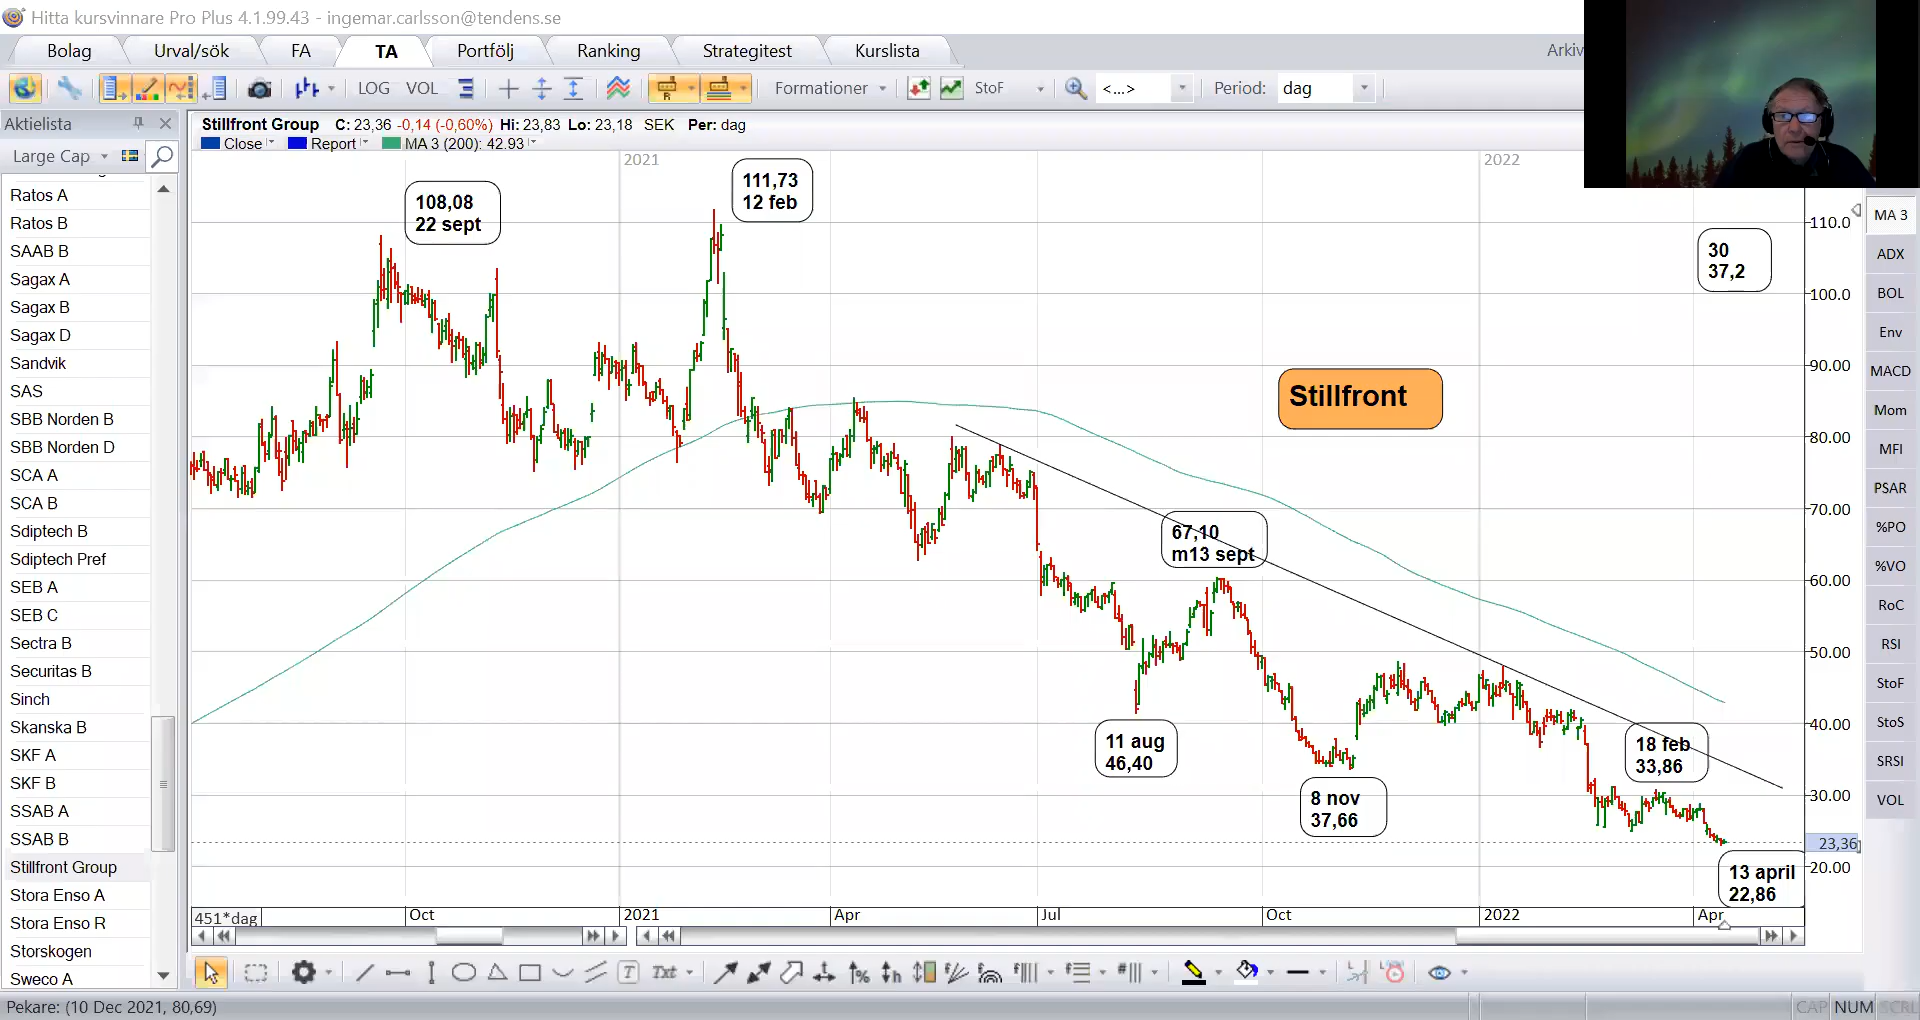 Hitta kursvinnare Pro Plus 4.1.99.43 - ingemar.carlsson@tendens.se
Bolag
Urval/sök
FA
TA
Portfölj
Ranking
Strategitest
Kurslista
Arkiv
LOG
VOL
R
Formationer
StoF
<...>
Period:
dag
Aktielista
Large Cap
Ratos A
Ratos B
SAAB B
Sagax A
Sagax B
Sagax D
Sandvik
SAS
SBB Norden B
SBB Norden D
SCA A
SCA B
Sdiptech B
Sdiptech Pref
SEB A
SEB C
Sectra B
Securitas B
Sinch
Skanska B
SKF A
SKF B
SSAB A
SSAB B
Stillfront Group
Stora Enso A
Stora Enso R
Storskogen
Sweco A
Stillfront Group C: 23,36 -0,14 (-0,60%) Hi: 23,83 Lo: 23,18 SEK Per: dag
Close Report MA 3 (200): 42.93
2021
2022
108,08
22 sept
111,73
12 feb
30
37,2
Stillfront
67,10
m13 sept
11 aug
46,40
8 nov
37,66
18 feb
33,86
13 april
22,86
110.0
100.0
90.00
80.00
70.00
60.00
50.00
40.00
30.00
23,36
20.00
451*dag
Oct
2021
Apr
Jul
Oct
2022
Apr
MA 3
ADX
BOL
Env
MACD
Mom
MFI
PSAR
%PO
%VO
RoC
RSI
StoF
StoS
SRSI
VOL
T
Txt
Pekare: (10 Dec 2021, 80,69)
CAP
NUM
SCRL